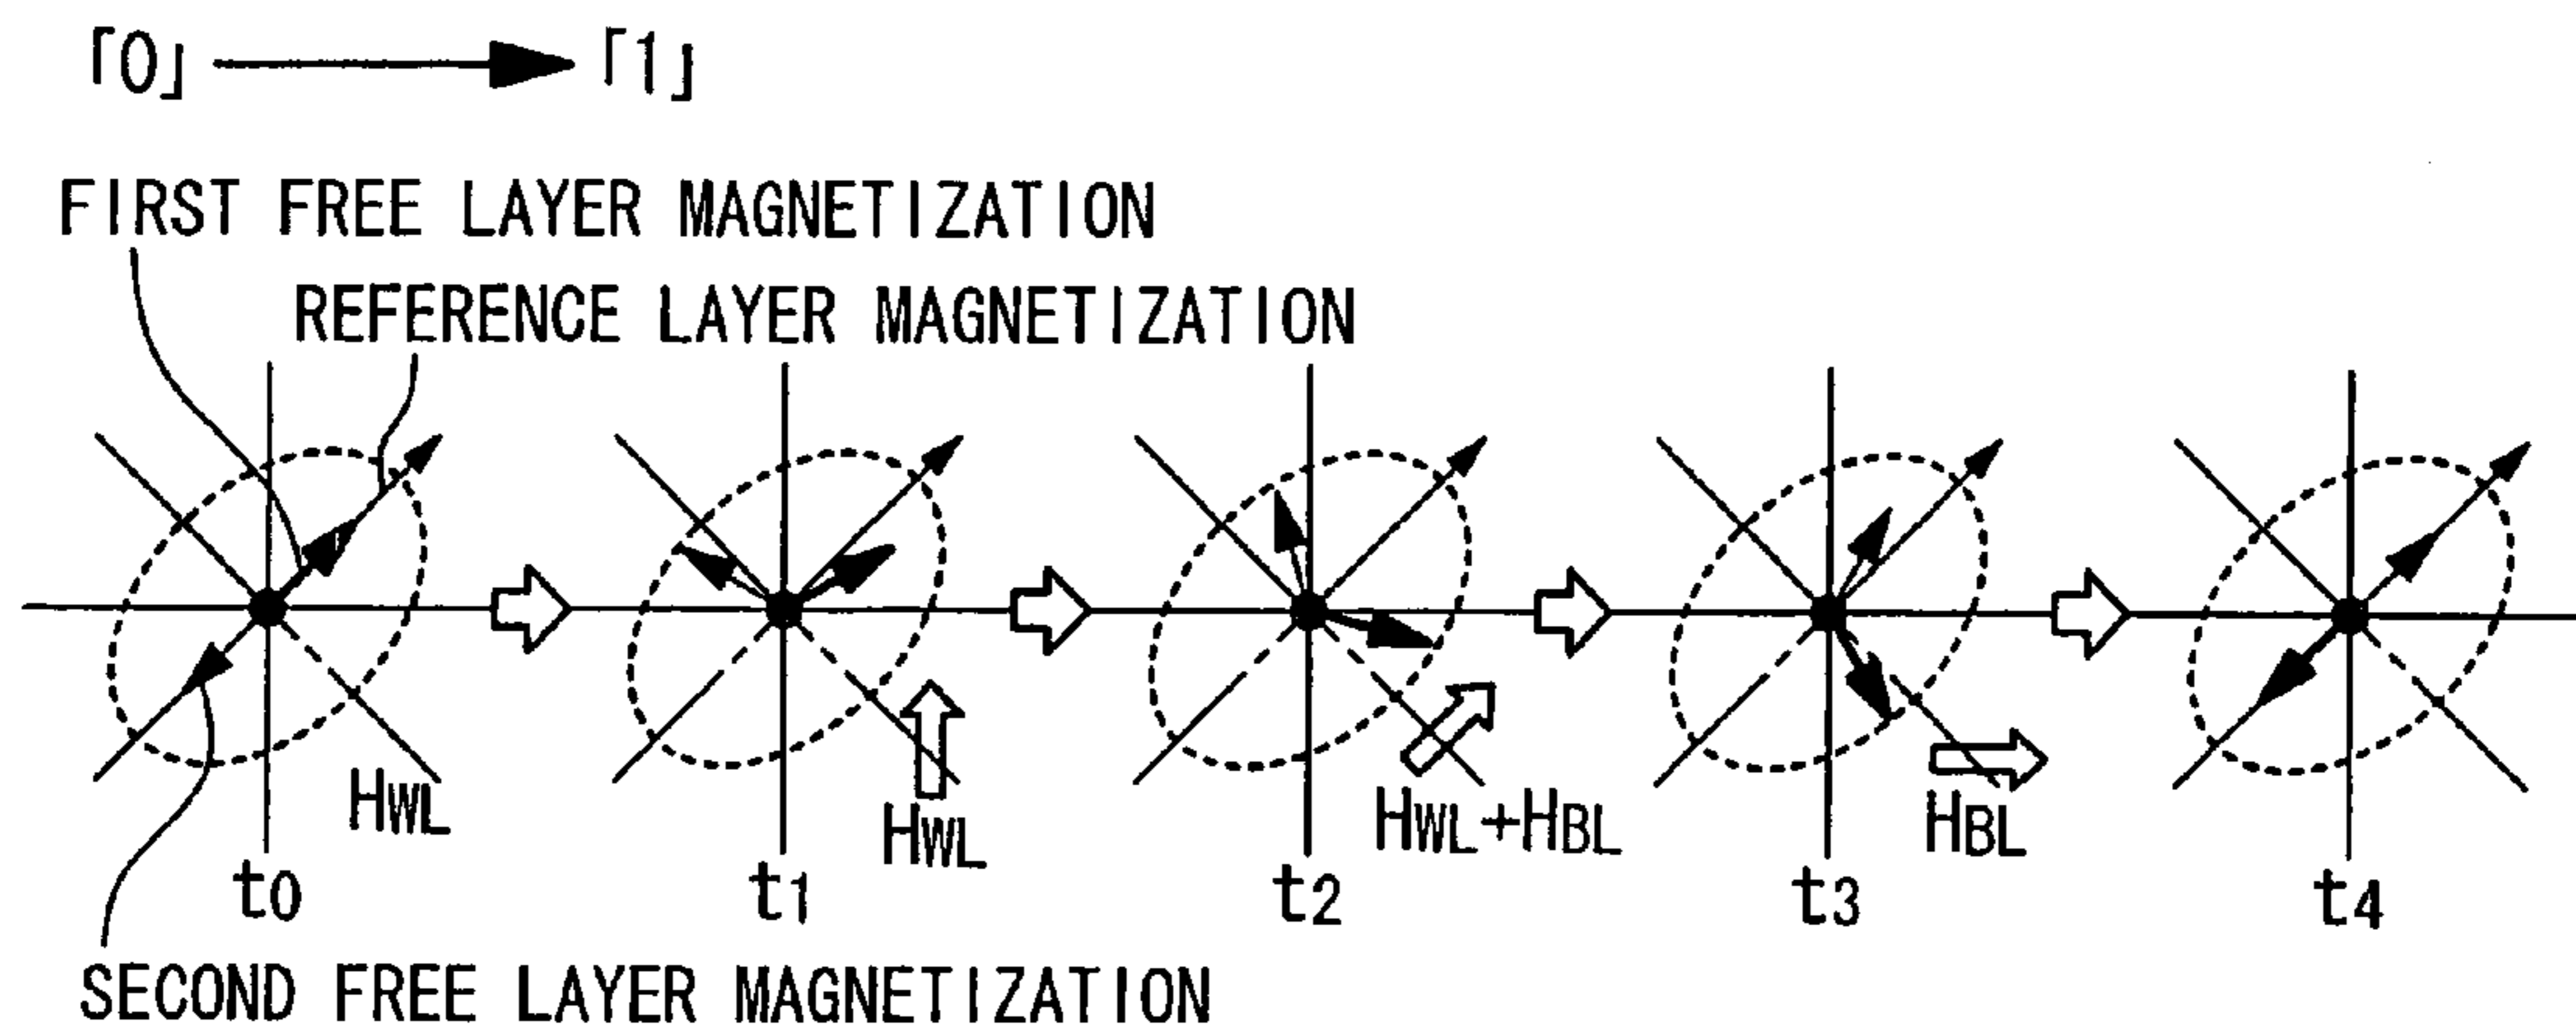 「0」 「1」
FIRST FREE LAYER MAGNETIZATION
REFERENCE LAYER MAGNETIZATION
HWL HWL HWL+HBL HBL
t0 t1 t2 t3 t4
SECOND FREE LAYER MAGNETIZATION